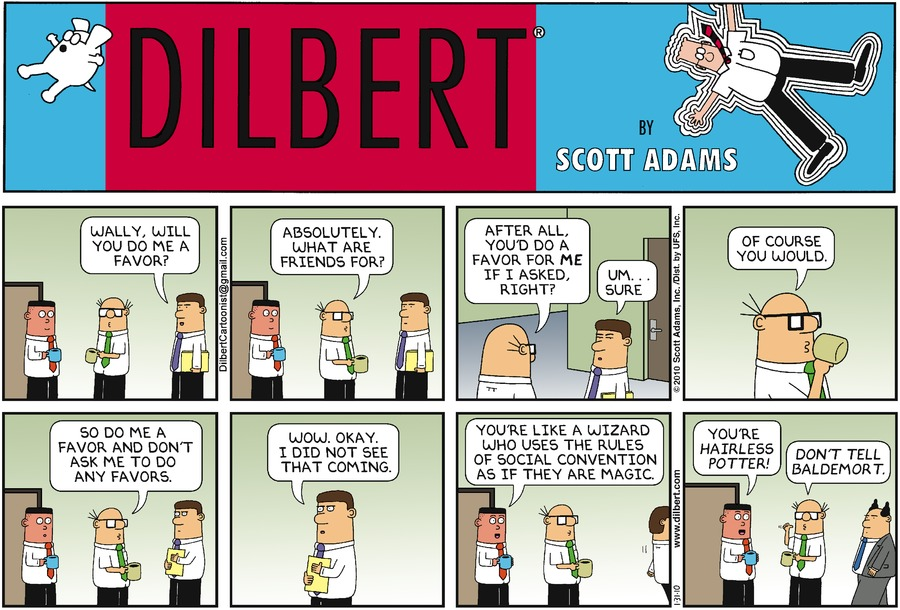 DILBERT®
BY
SCOTT ADAMS
WALLY, WILL
YOU DO ME A
FAVOR?
DilbertCartoonist@gmail.com
ABSOLUTELY.
WHAT ARE
FRIENDS FOR?
AFTER ALL,
YOU'D DO A
FAVOR FOR ME
IF I ASKED,
RIGHT?
UM...
SURE
© 2010 Scott Adams, Inc./Dist. by UFS, Inc.
OF COURSE
YOU WOULD.
SO DO ME A
FAVOR AND DON'T
ASK ME TO DO
ANY FAVORS.
WOW. OKAY.
I DID NOT SEE
THAT COMING.
YOU'RE LIKE A WIZARD
WHO USES THE RULES
OF SOCIAL CONVENTION
AS IF THEY ARE MAGIC.
www.dilbert.com
1-31-10
YOU'RE
HAIRLESS
POTTER!
DON'T TELL
BALDEMORT.